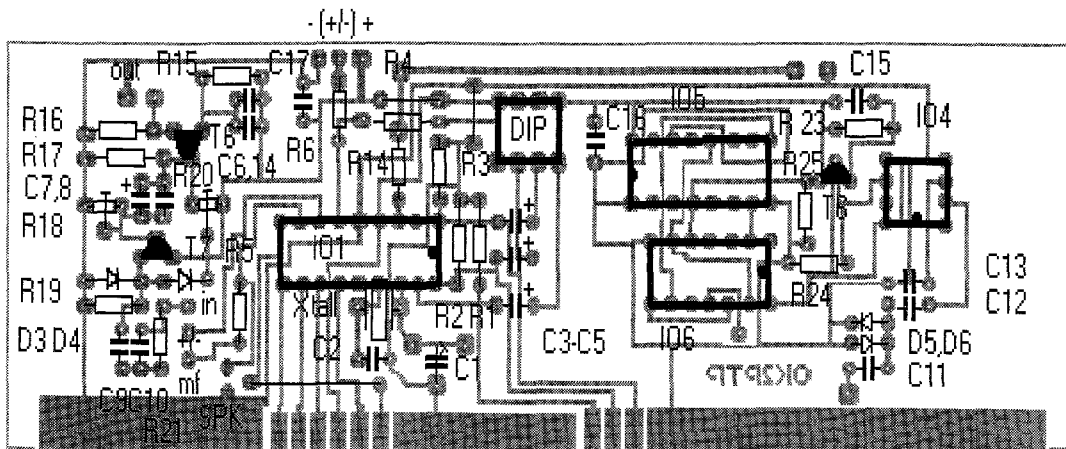 - (+/-) +
out R15 C17 R4 C15
R16 T6 R6 DIP C16 IO5 R 23 IO4
R17 R20 C6,14 R14 R3 R25
C7,8 +
R18 T7 R5 IO1 + T8
+
R19 in Xtall R2 R1 + R24 C13
C12
D3 D4 +/- C2 C1 C3-C5 IO6 D5,D6
mf OK2PTP C11
C9C10 SPK
R21